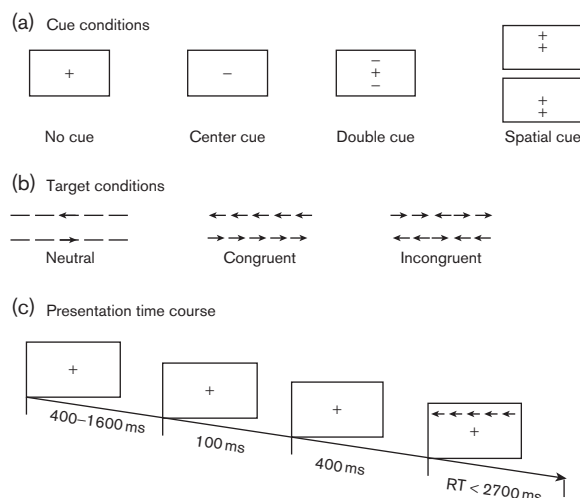 (a) Cue conditions
No cue
Center cue
Double cue
Spatial cue
(b) Target conditions
Neutral
Congruent
Incongruent
(c) Presentation time course
400–1600 ms
100 ms
400 ms
RT < 2700 ms